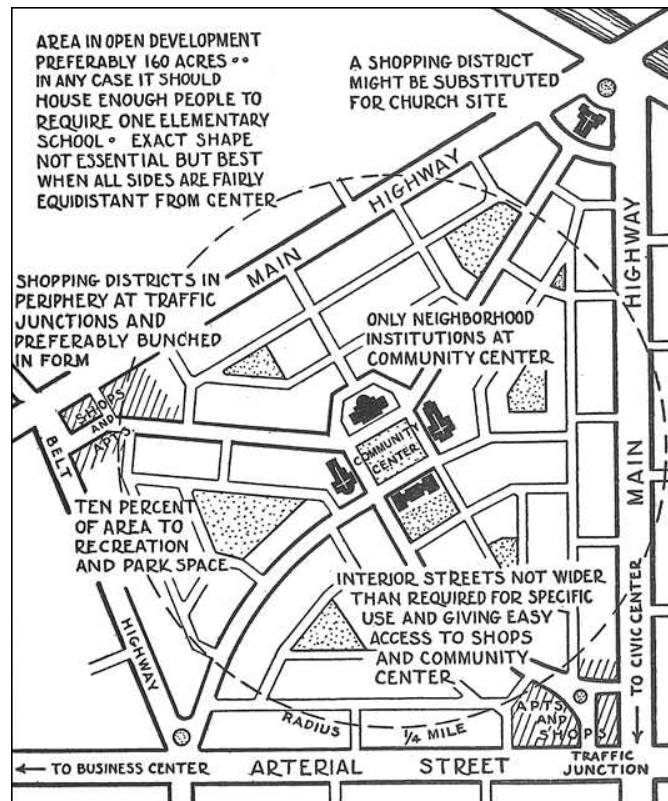 AREA IN OPEN DEVELOPMENT
PREFERABLY 160 ACRES • •
IN ANY CASE IT SHOULD
HOUSE ENOUGH PEOPLE TO
REQUIRE ONE ELEMENTARY
SCHOOL • EXACT SHAPE
NOT ESSENTIAL BUT BEST
WHEN ALL SIDES ARE FAIRLY
EQUIDISTANT FROM CENTER
A SHOPPING DISTRICT
MIGHT BE SUBSTITUTED
FOR CHURCH SITE
MAIN HIGHWAY
HIGHWAY MAIN
SHOPPING DISTRICTS IN
PERIPHERY AT TRAFFIC
JUNCTIONS AND
PREFERABLY BUNCHED
IN FORM
ONLY NEIGHBORHOOD
INSTITUTIONS AT
COMMUNITY CENTER
SHOPS
AND
APTS
BELT
HIGHWAY
COMMUNITY
CENTER
TEN PERCENT
OF AREA TO
RECREATION
AND PARK SPACE
INTERIOR STREETS NOT WIDER
THAN REQUIRED FOR SPECIFIC
USE AND GIVING EASY
ACCESS TO SHOPS
AND COMMUNITY
CENTER
TO CIVIC CENTER
RADIUS 1/4 MILE
APTS
AND
SHOPS
TRAFFIC
JUNCTION
← TO BUSINESS CENTER ARTERIAL STREET